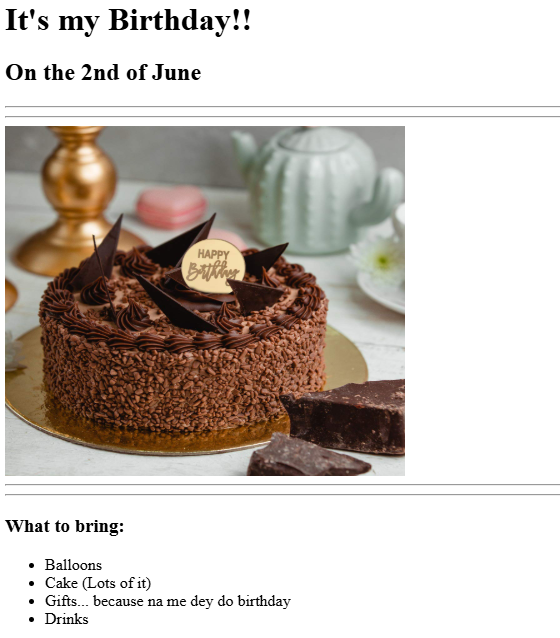 It's my Birthday!!
On the 2nd of June
HAPPY
Birthday
What to bring:
Balloons
Cake (Lots of it)
Gifts... because na me dey do birthday
Drinks